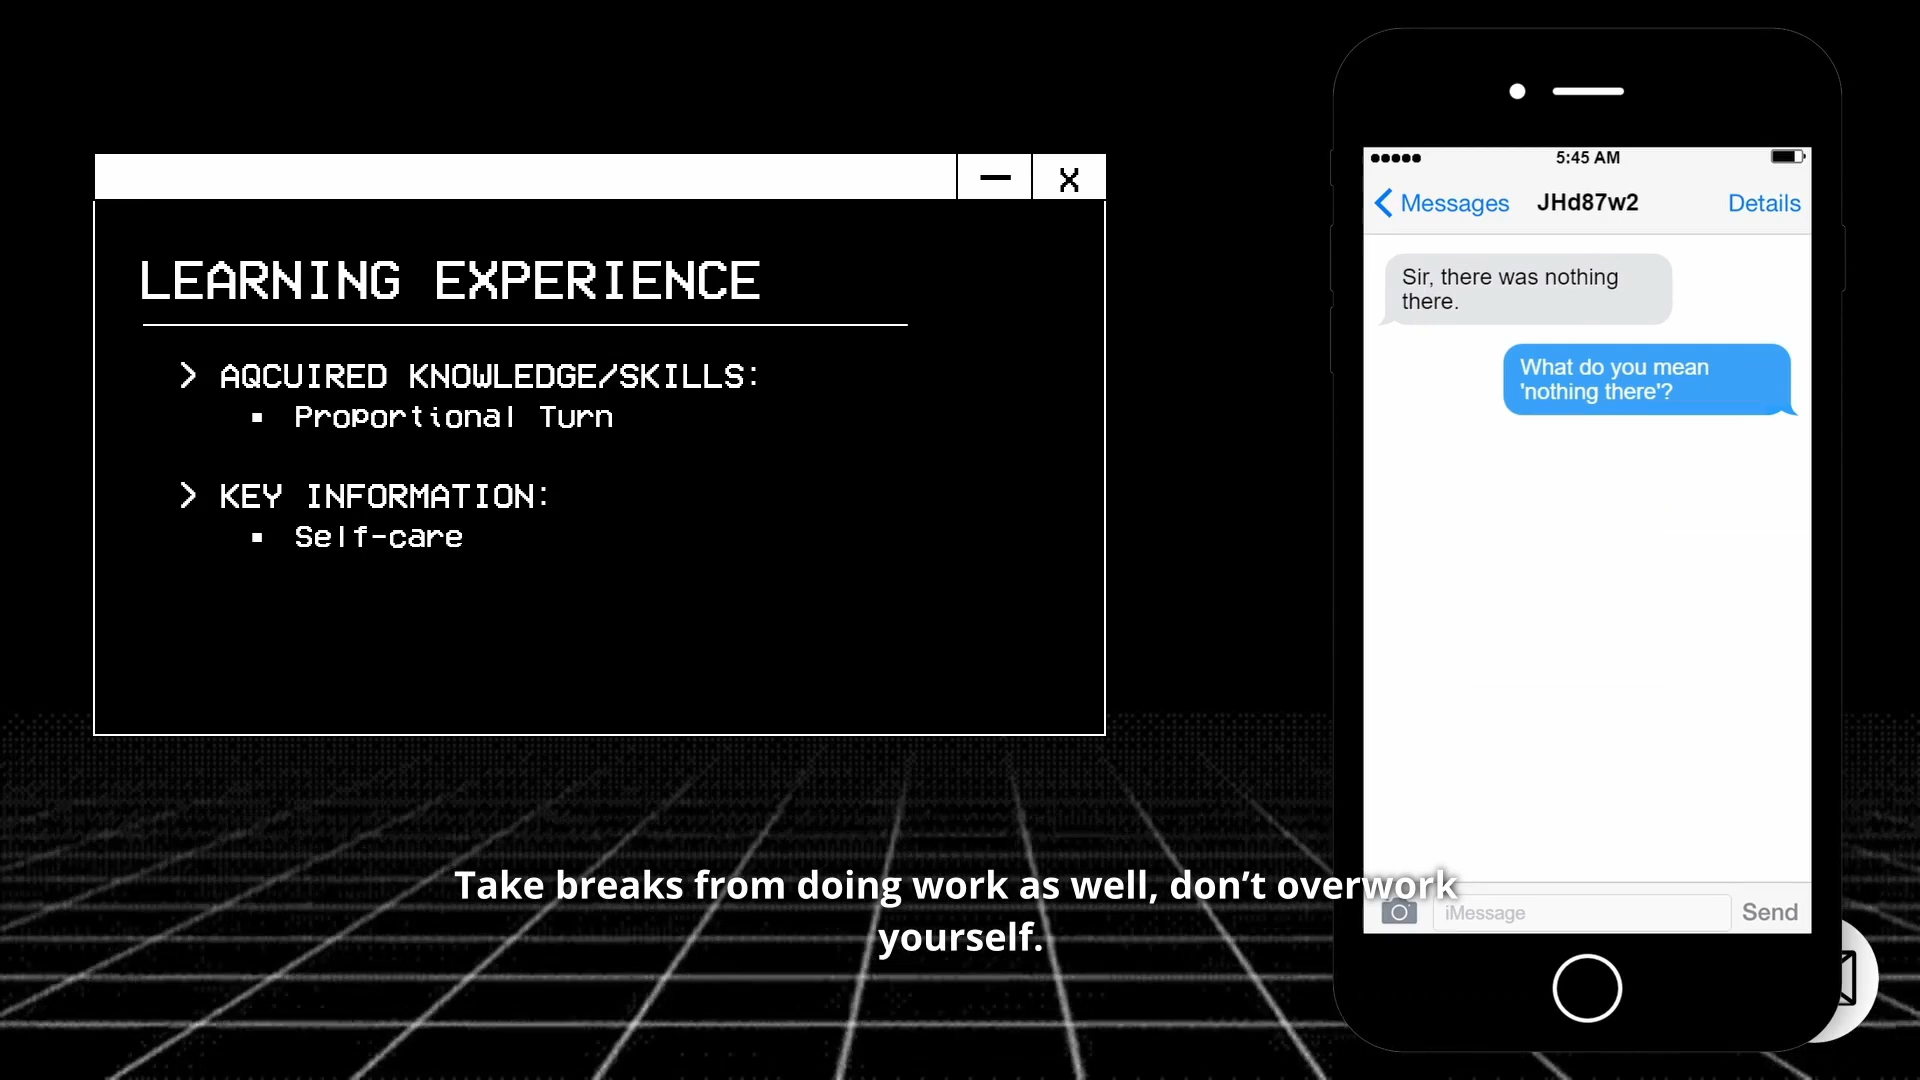 X
LEARNING EXPERIENCE
> AQCUIRED KNOWLEDGE/SKILLS:
▪ Proportional Turn
> KEY INFORMATION:
▪ Self-care
5:45 AM
Messages JHd87w2 Details
Sir, there was nothing
there.
What do you mean
'nothing there'?
Take breaks from doing work as well, don’t overwork
yourself.
iMessage Send